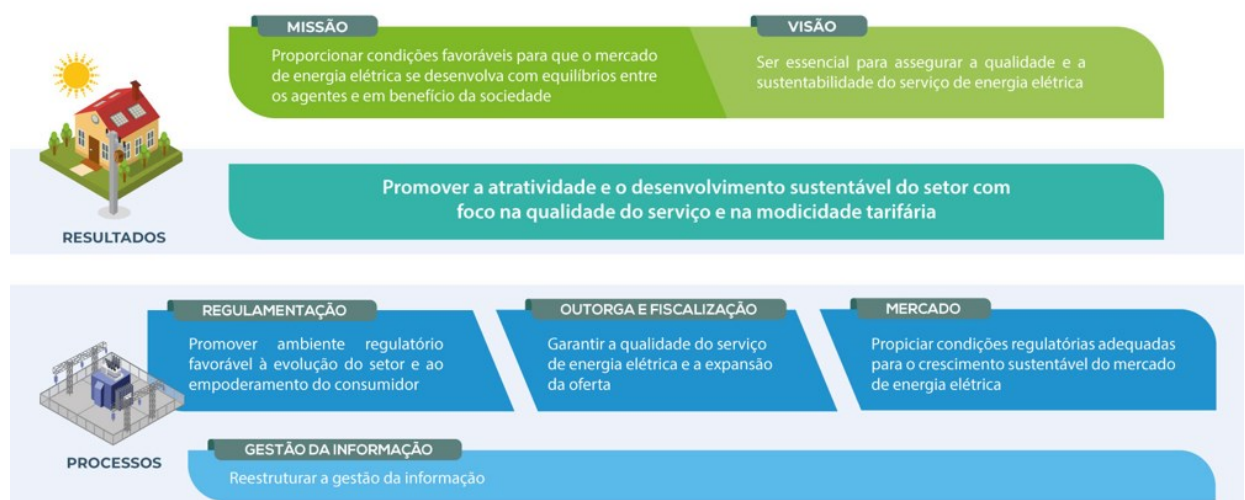 MISSÃO
Proporcionar condições favoráveis para que o mercado
de energia elétrica se desenvolva com equilíbrios entre
os agentes e em benefício da sociedade
VISÃO
Ser essencial para assegurar a qualidade e a
sustentabilidade do serviço de energia elétrica
RESULTADOS
Promover a atratividade e o desenvolvimento sustentável do setor com
foco na qualidade do serviço e na modicidade tarifária
PROCESSOS
REGULAMENTAÇÃO
Promover ambiente regulatório
favorável à evolução do setor e ao
empoderamento do consumidor
OUTORGA E FISCALIZAÇÃO
Garantir a qualidade do serviço
de energia elétrica e a expansão
da oferta
MERCADO
Propiciar condições regulatórias adequadas
para o crescimento sustentável do mercado
de energia elétrica
GESTÃO DA INFORMAÇÃO
Reestruturar a gestão da informação